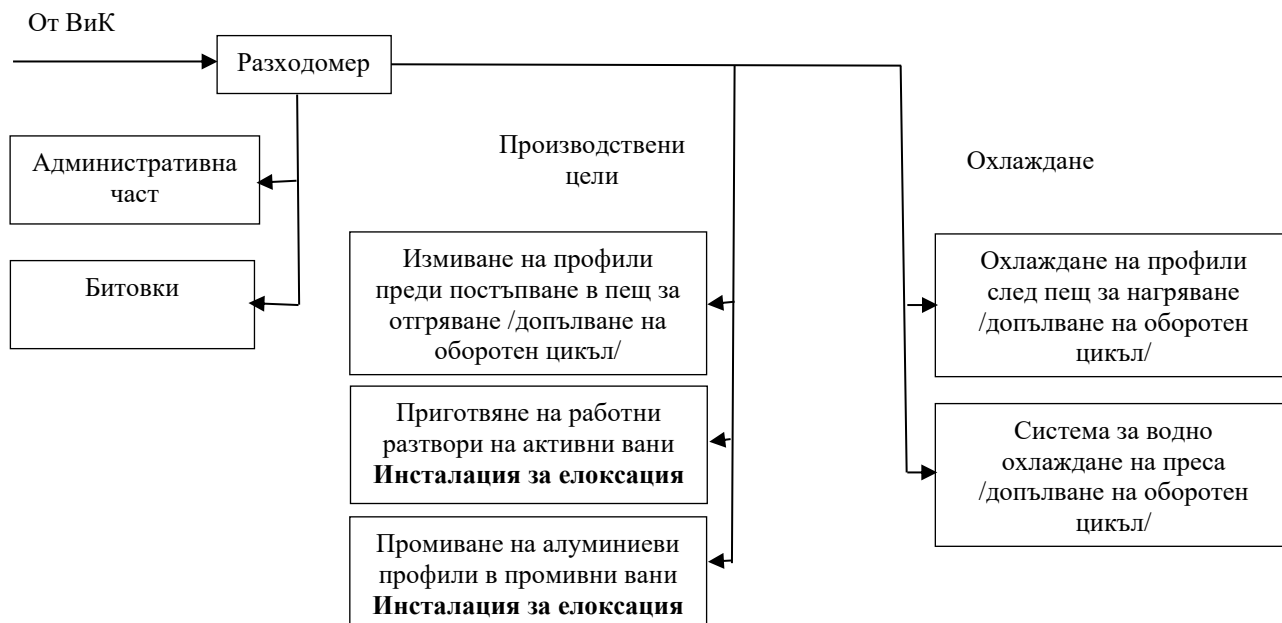 От ВиК
Разходомер
Административна
част
Битовки
Производствени
цели
Измиване на профили
преди постъпване в пещ за
отгряване /допълване на
оборотен цикъл/
Приготвяне на работни
разтвори на активни вани
Инсталация за елоксация
Промиване на алуминиеви
профили в промивни вани
Инсталация за елоксация
Охлаждане
Охлаждане на профили
след пещ за нагряване
/допълване на оборотен
цикъл/
Система за водно
охлаждане на преса
/допълване на оборотен
цикъл/